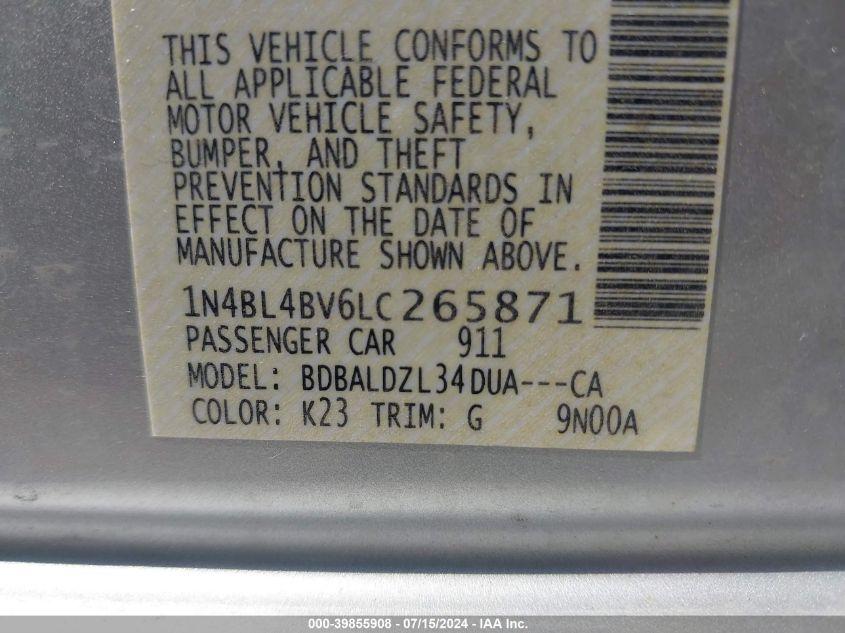 THIS VEHICLE CONFORMS TO
ALL APPLICABLE FEDERAL
MOTOR VEHICLE SAFETY,
BUMPER, AND THEFT
PREVENTION STANDARDS IN
EFFECT ON THE DATE OF
MANUFACTURE SHOWN ABOVE.
1N4BL4BV6LC265871
PASSENGER CAR 911
MODEL: BDBALDZL34DUA---CA
COLOR: K23 TRIM: G 9N00A
000-39855908 - 07/15/2024 - IAA Inc.